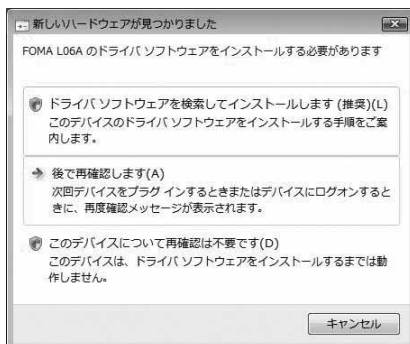 新しいハードウェアが見つかりました
FOMA L06A のドライバ ソフトウェアをインストールする必要があります
ドライバ ソフトウェアを検索してインストールします (推奨)(L)
このデバイスのドライバ ソフトウェアをインストールする手順をご案
内します。
後で再確認します(A)
次回デバイスをプラグ インするときまたはデバイスにログオンすると
きに、再度確認メッセージが表示されます。
このデバイスについて再確認は不要です(D)
このデバイスは、ドライバ ソフトウェアをインストールするまでは動
作しません。
キャンセル